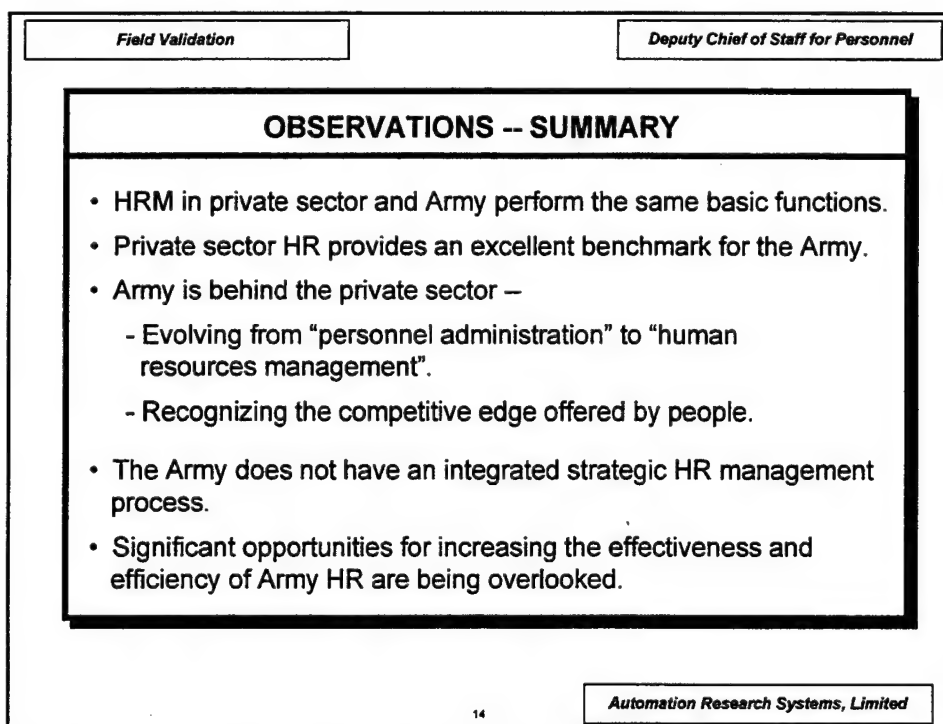 Field Validation
Deputy Chief of Staff for Personnel
OBSERVATIONS -- SUMMARY
• HRM in private sector and Army perform the same basic functions.
• Private sector HR provides an excellent benchmark for the Army.
• Army is behind the private sector –
- Evolving from “personnel administration” to “human
resources management”.
- Recognizing the competitive edge offered by people.
• The Army does not have an integrated strategic HR management
process.
• Significant opportunities for increasing the effectiveness and
efficiency of Army HR are being overlooked.
14
Automation Research Systems, Limited